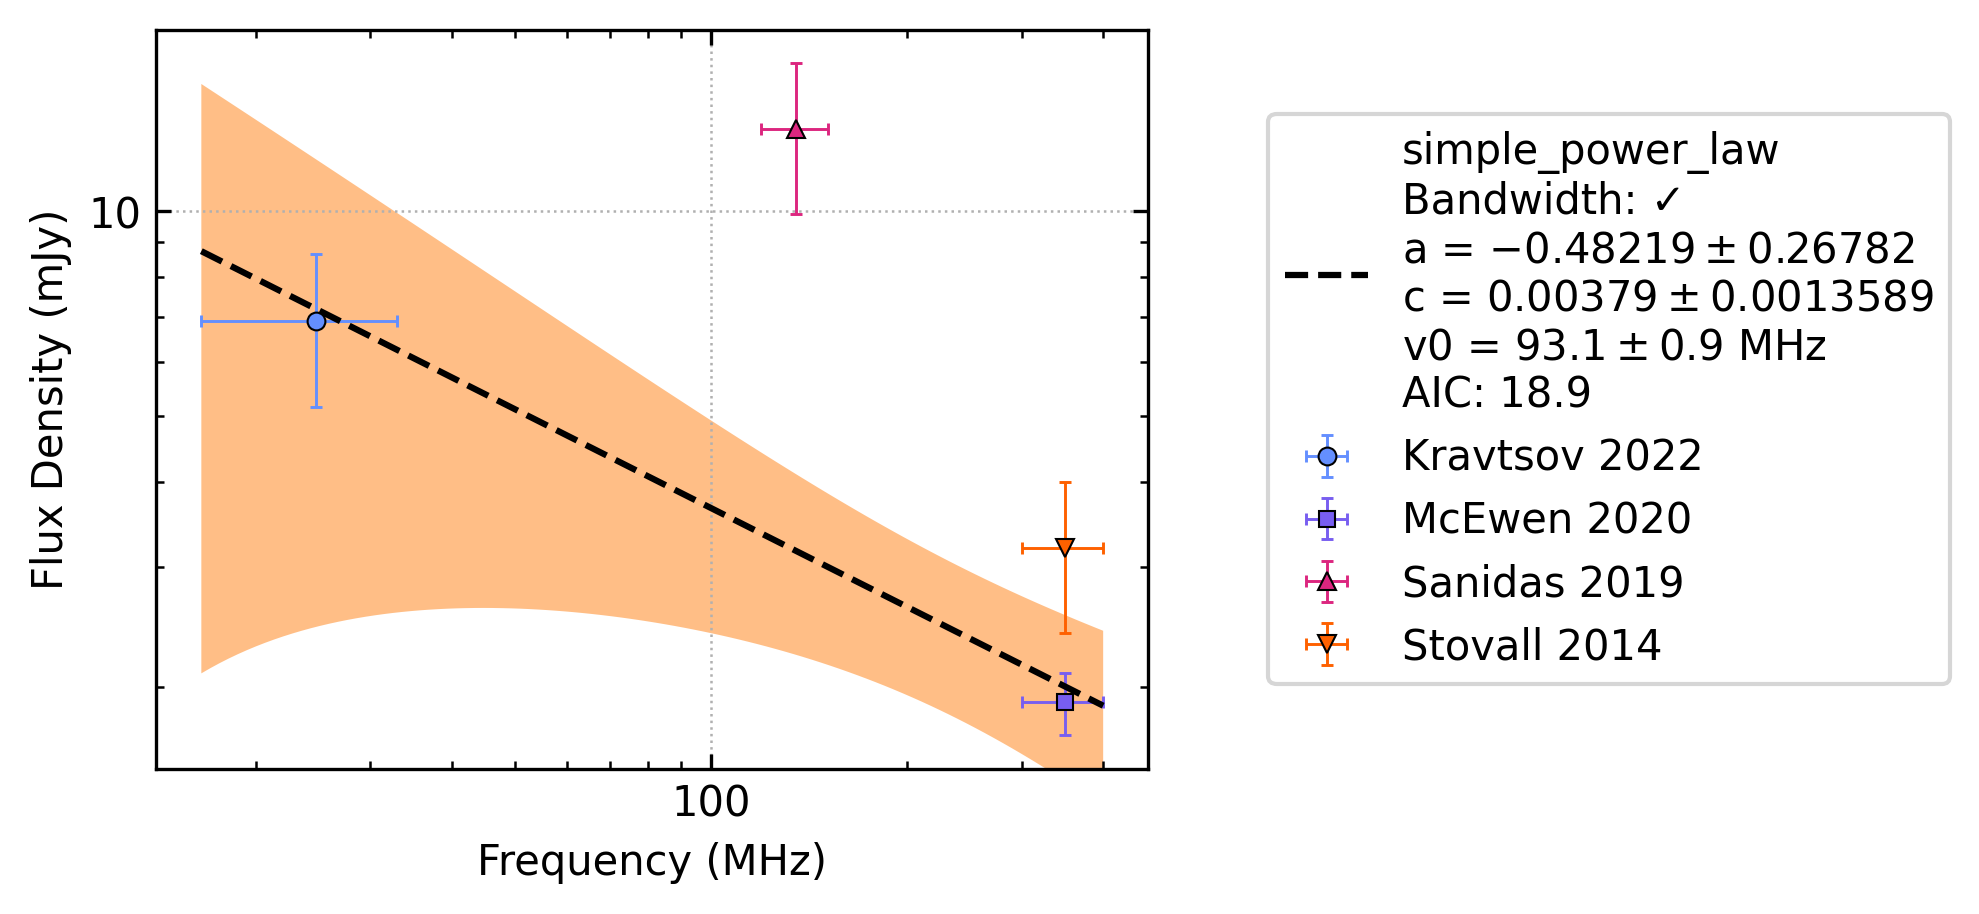 10
Flux Density (mJy)
100
Frequency (MHz)
simple_power_law
Bandwidth: ✓
a = −0.48219 ± 0.26782
c = 0.00379 ± 0.0013589
v0 = 93.1 ± 0.9 MHz
AIC: 18.9
Kravtsov 2022
McEwen 2020
Sanidas 2019
Stovall 2014